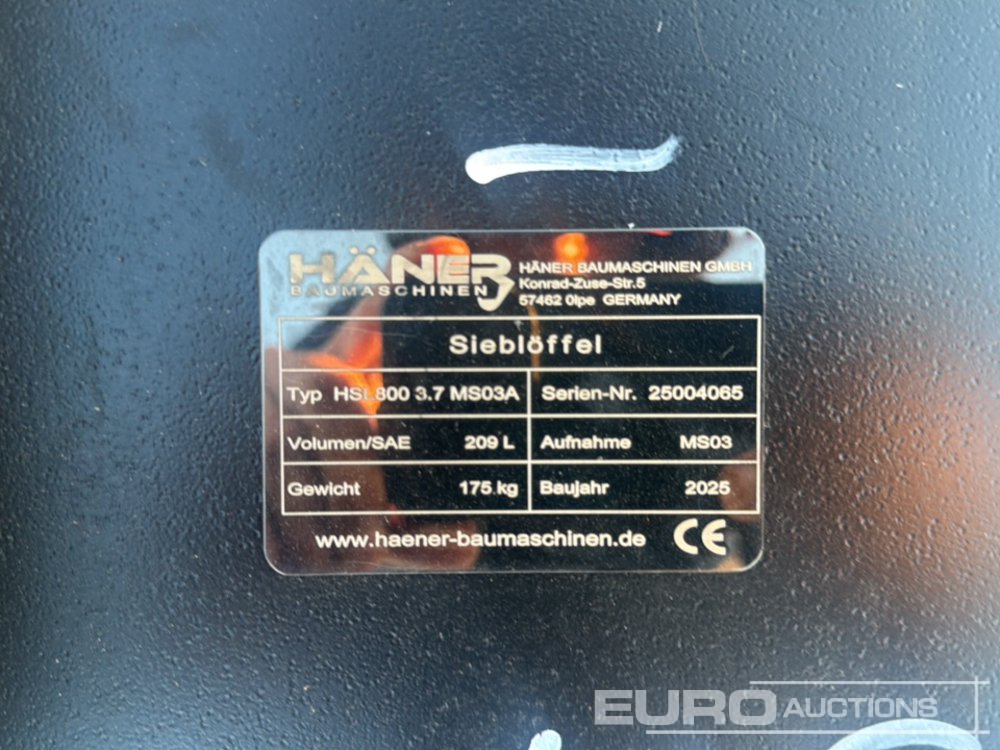 HÄNER
BAUMASCHINEN
HÄNER BAUMASCHINEN GMBH
Konrad-Zuse-Str.5
57462 Olpe GERMANY
Sieblöffel
Typ HSL800 3.7 MS03A
Serien-Nr. 25004065
Volumen/SAE 209 L
Aufnahme MS03
Gewicht 175 kg
Baujahr 2025
www.haener-baumaschinen.de CE
EURO AUCTIONS